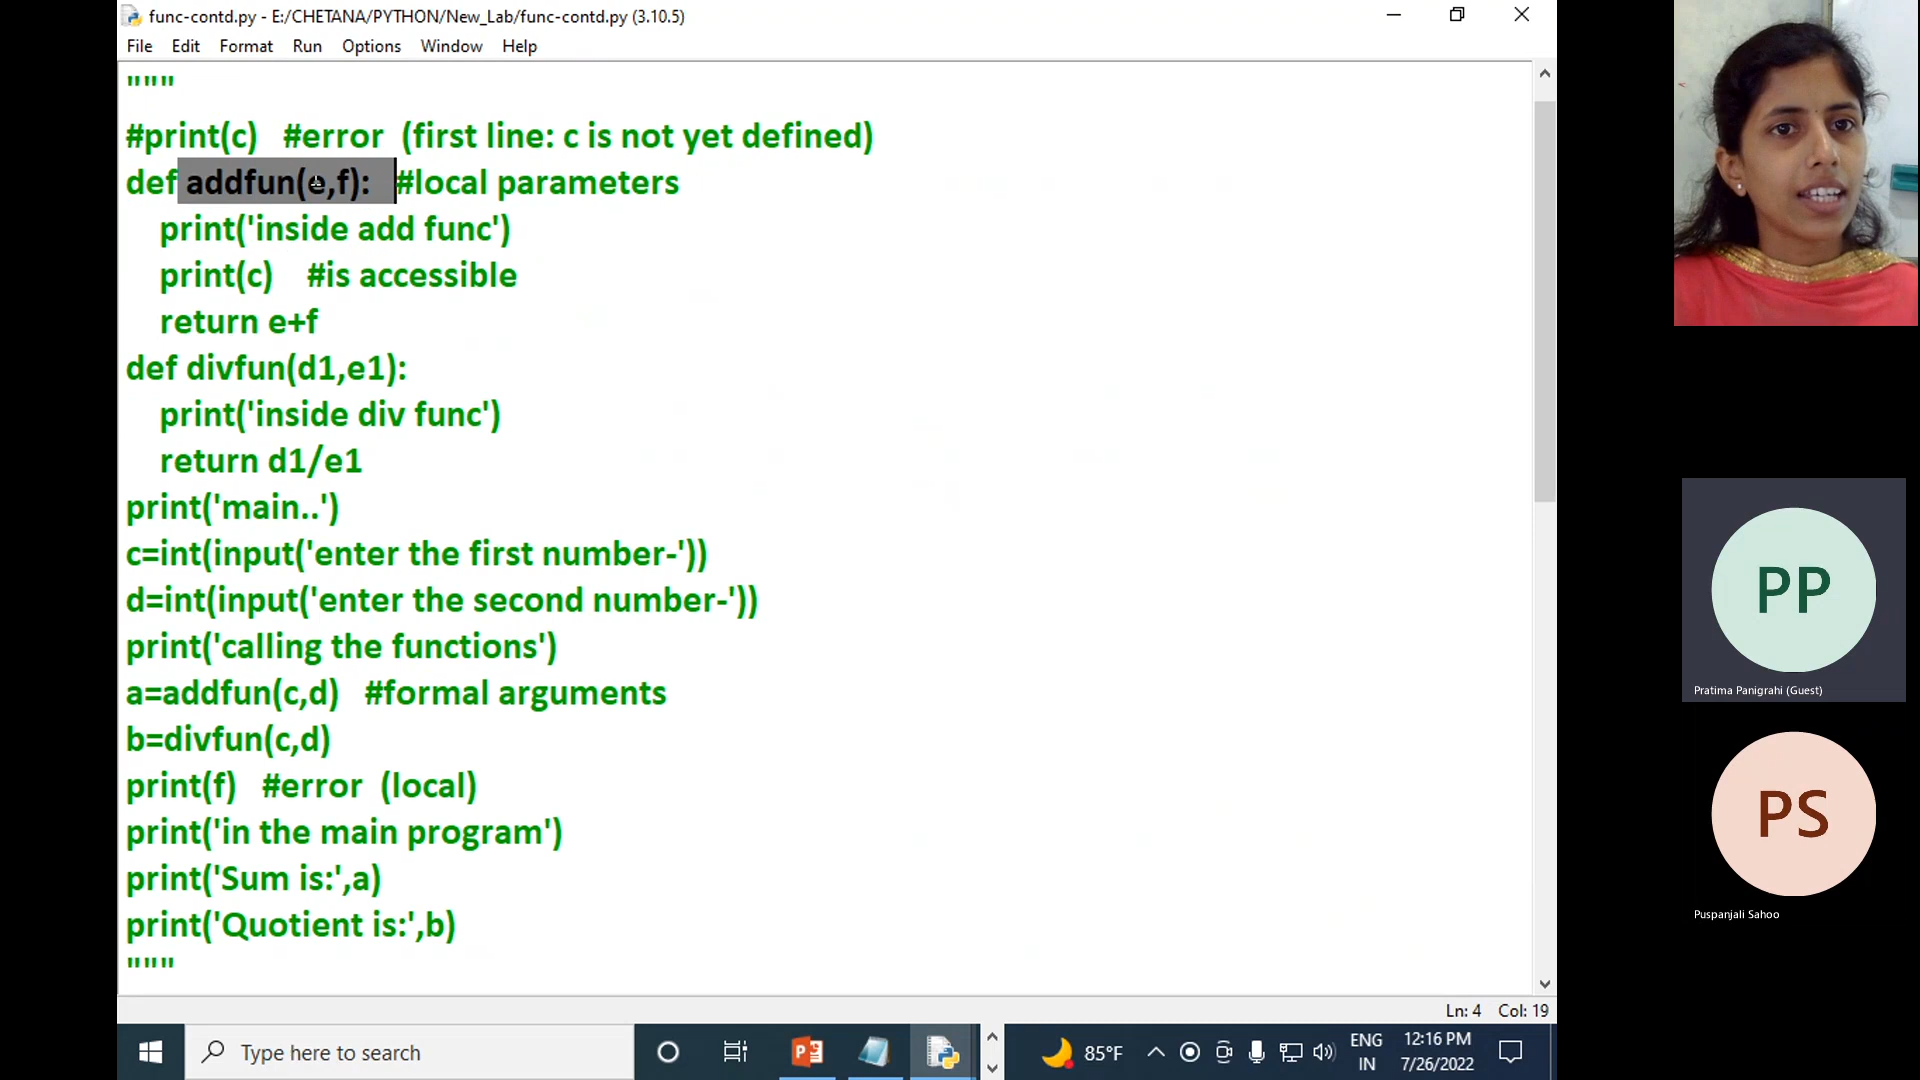 func-contd.py - E:/CHETANA/PYTHON/New_Lab/func-contd.py (3.10.5)
File Edit Format Run Options Window Help
"""
#print(c) #error (first line: c is not yet defined)
def addfun(e,f): #local parameters
print('inside add func')
print(c) #is accessible
return e+f
def divfun(d1,e1):
print('inside div func')
return d1/e1
print('main..')
c=int(input('enter the first number-'))
d=int(input('enter the second number-'))
print('calling the functions')
a=addfun(c,d) #formal arguments
b=divfun(c,d)
print(f) #error (local)
print('in the main program')
print('Sum is:',a)
print('Quotient is:',b)
"""
Ln: 4 Col: 19
Type here to search
85°F
ENG
IN
12:16 PM
7/26/2022
PP
Pratima Panigrahi (Guest)
PS
Puspanjali Sahoo